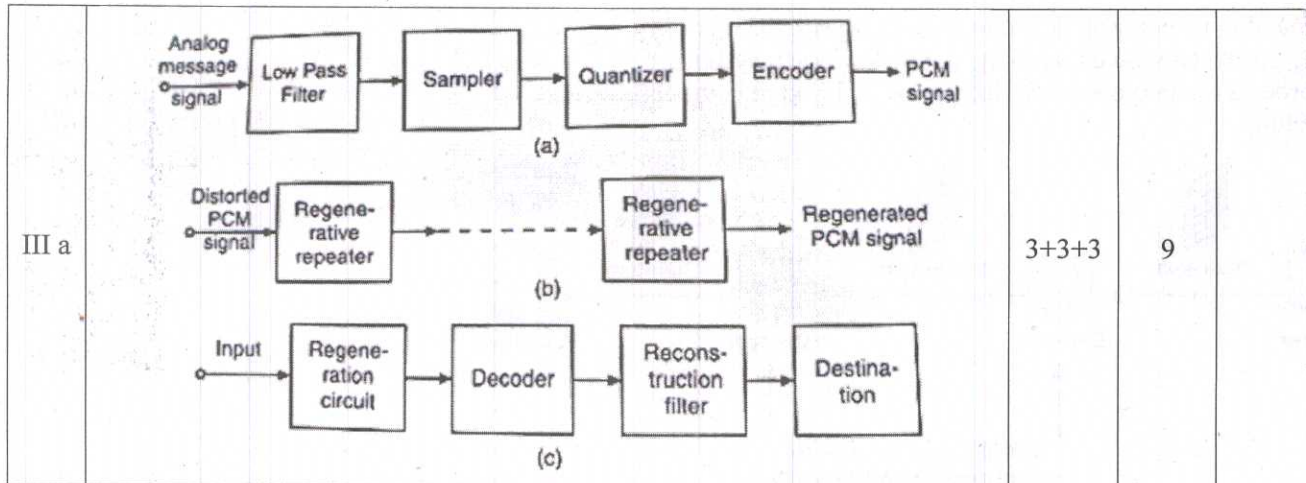 Analog
message
signal
Low Pass
Filter
Sampler
Quantizer
Encoder
PCM
signal
(a)
III a
Distorted
PCM
signal
Regene-
rative
repeater
Regene-
rative
repeater
Regenerated
PCM signal
(b)
3+3+3
9
Input
Regene-
ration
circuit
Decoder
Recons-
truction
filter
Destina-
tion
(c)